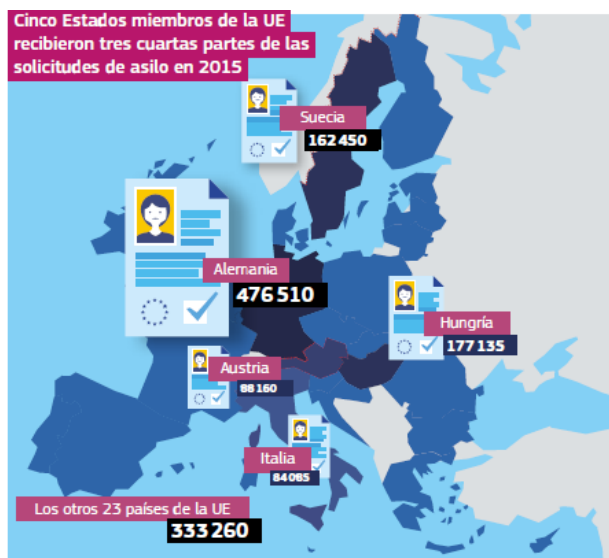 Cinco Estados miembros de la UE
recibieron tres cuartas partes de las
solicitudes de asilo en 2015
Suecia
162 450
Alemania
476 510
Hungría
177 135
Austria
88 160
Italia
84 085
Los otros 23 países de la UE
333 260